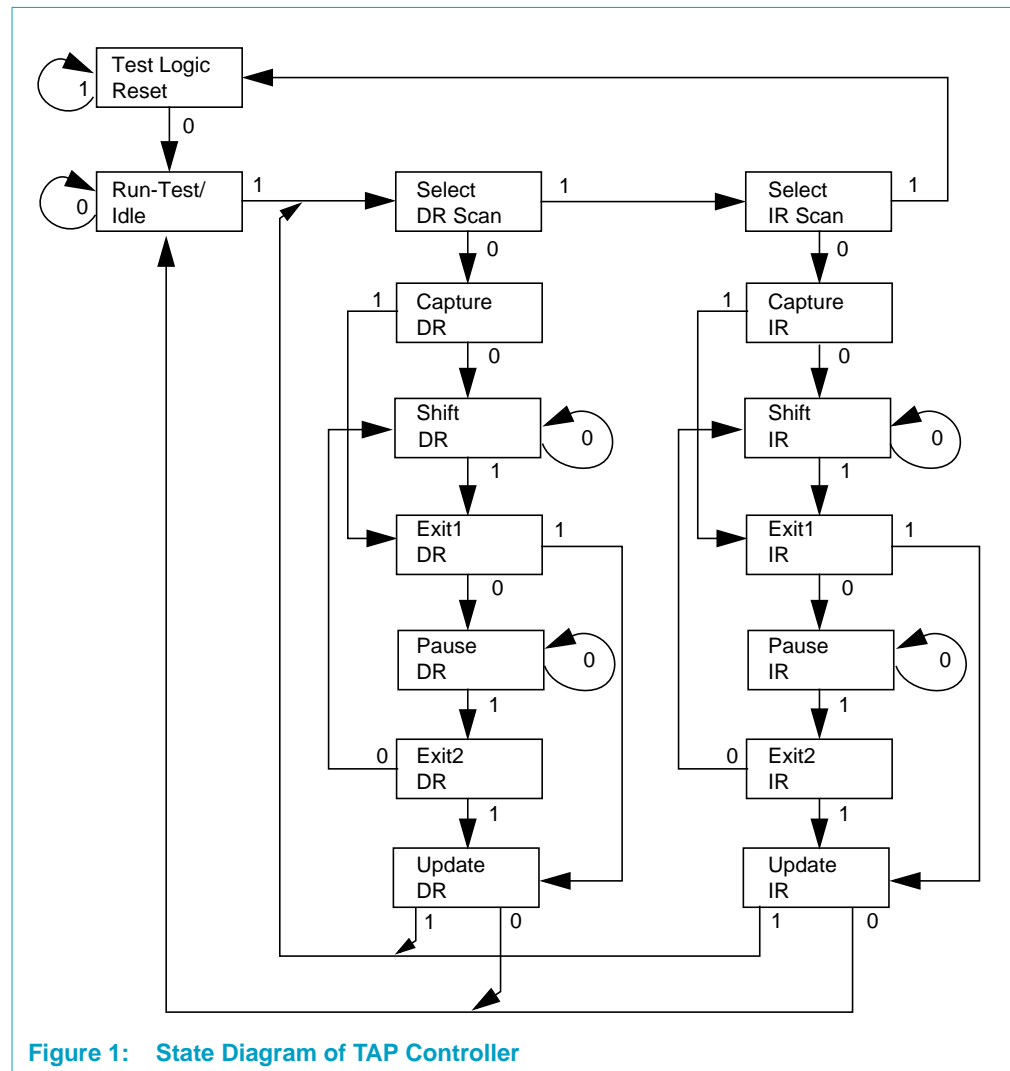 Test Logic
Reset
1
0
Run-Test/
Idle
0
1
Select
DR Scan
1
Select
IR Scan
1
0
0
Capture
DR
1
0
Capture
IR
1
0
Shift
DR
0
1
Shift
IR
0
1
Exit1
DR
1
0
Exit1
IR
1
0
Pause
DR
0
1
Pause
IR
0
1
Exit2
DR
0
1
Exit2
IR
0
1
Update
DR
1
0
Update
IR
1
0
Figure 1: State Diagram of TAP Controller